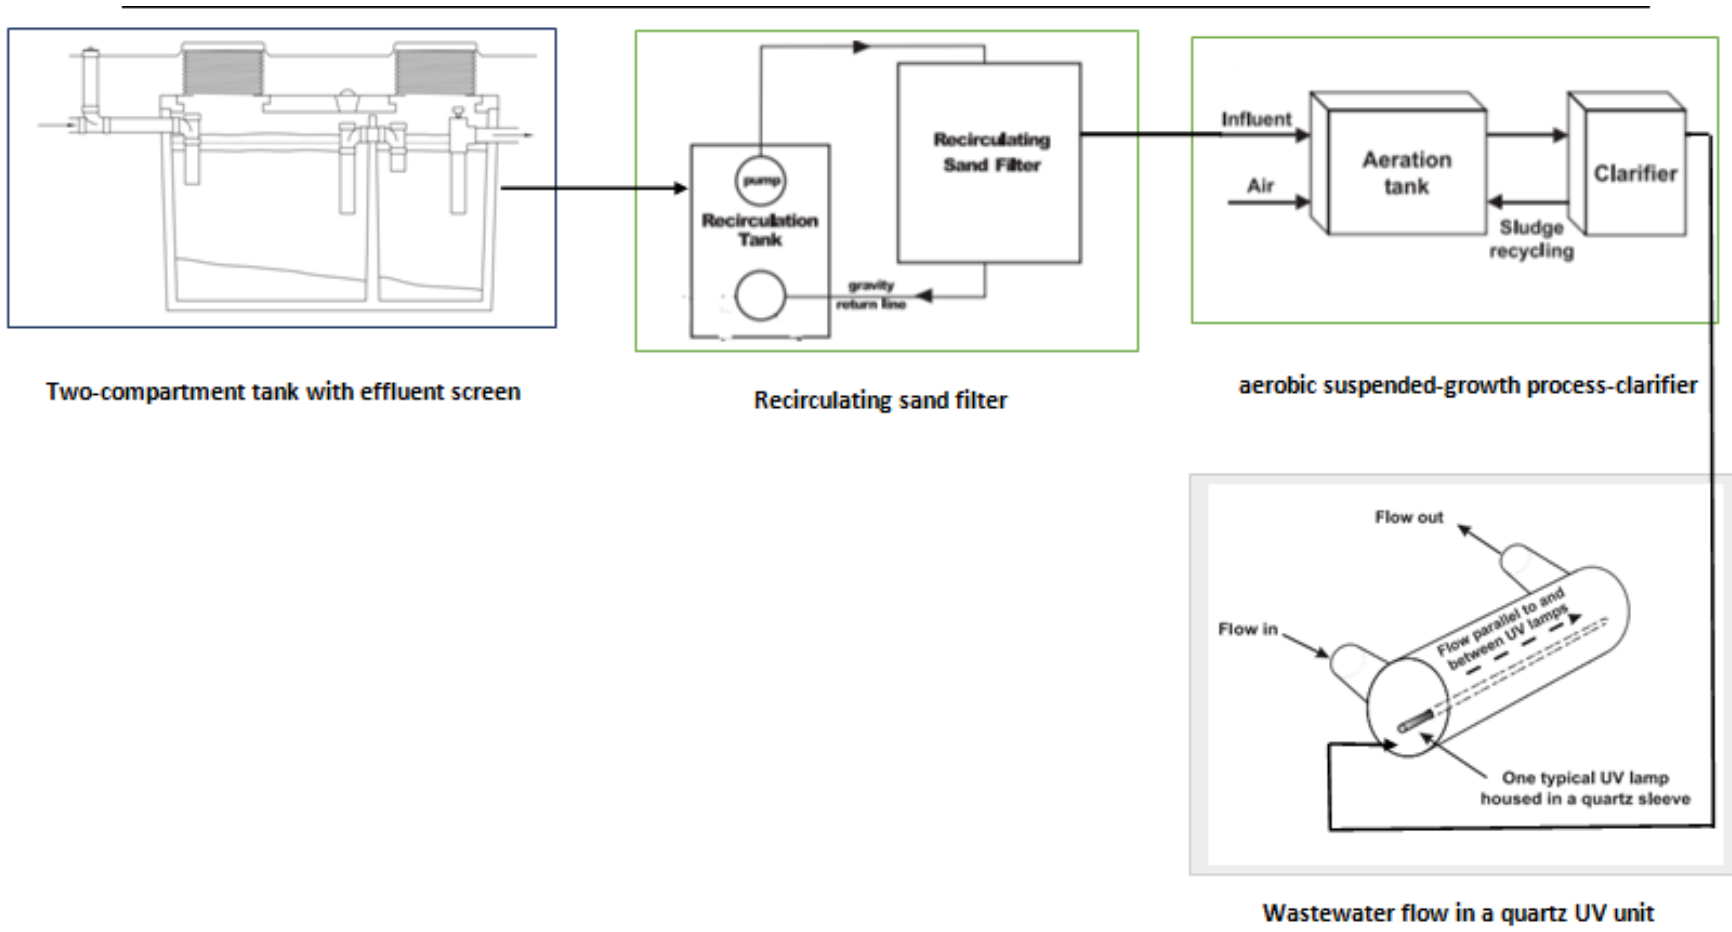 pump
Recirculation
Tank
Recirculating
Sand Filter
gravity
return line
Influent
Air
Aeration
tank
Clarifier
Sludge
recycling
Two-compartment tank with effluent screen
Recirculating sand filter
aerobic suspended-growth process-clarifier
Flow out
Flow in
Flow parallel to and
between UV lamps
One typical UV lamp
housed in a quartz sleeve
Wastewater flow in a quartz UV unit